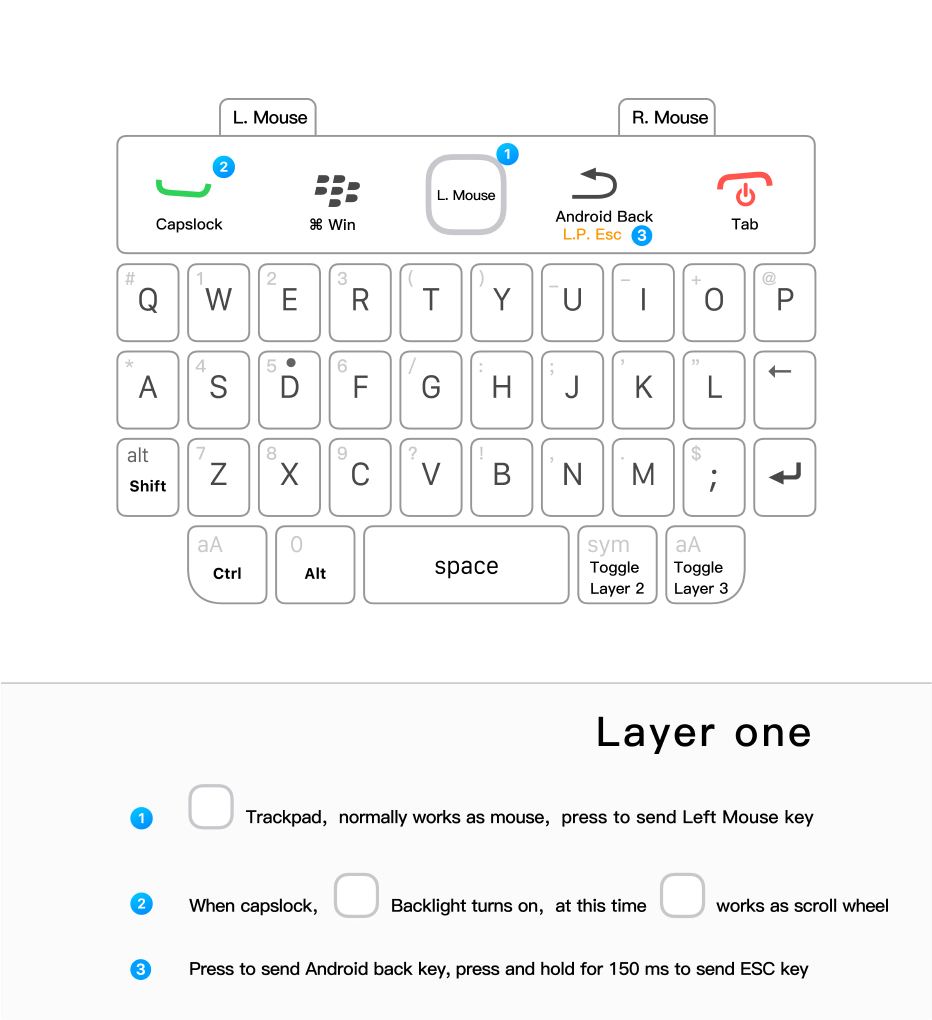 L. Mouse R. Mouse
2 1
L. Mouse
Capslock ⌘ Win Android Back Tab
L.P. Esc 3
# Q 1 W 2 E 3 R ( T ) Y _ U - I + O @ P
* A 4 S 5 D 6 F / G : H ; J ' K " L ←
alt 7 Z 8 X 9 C ? V ! B , N . M $ ; ↵
Shift
aA 0 space sym aA
Ctrl Alt Toggle Toggle
Layer 2 Layer 3
Layer one
1 Trackpad, normally works as mouse, press to send Left Mouse key
2 When capslock, Backlight turns on, at this time works as scroll wheel
3 Press to send Android back key, press and hold for 150 ms to send ESC key